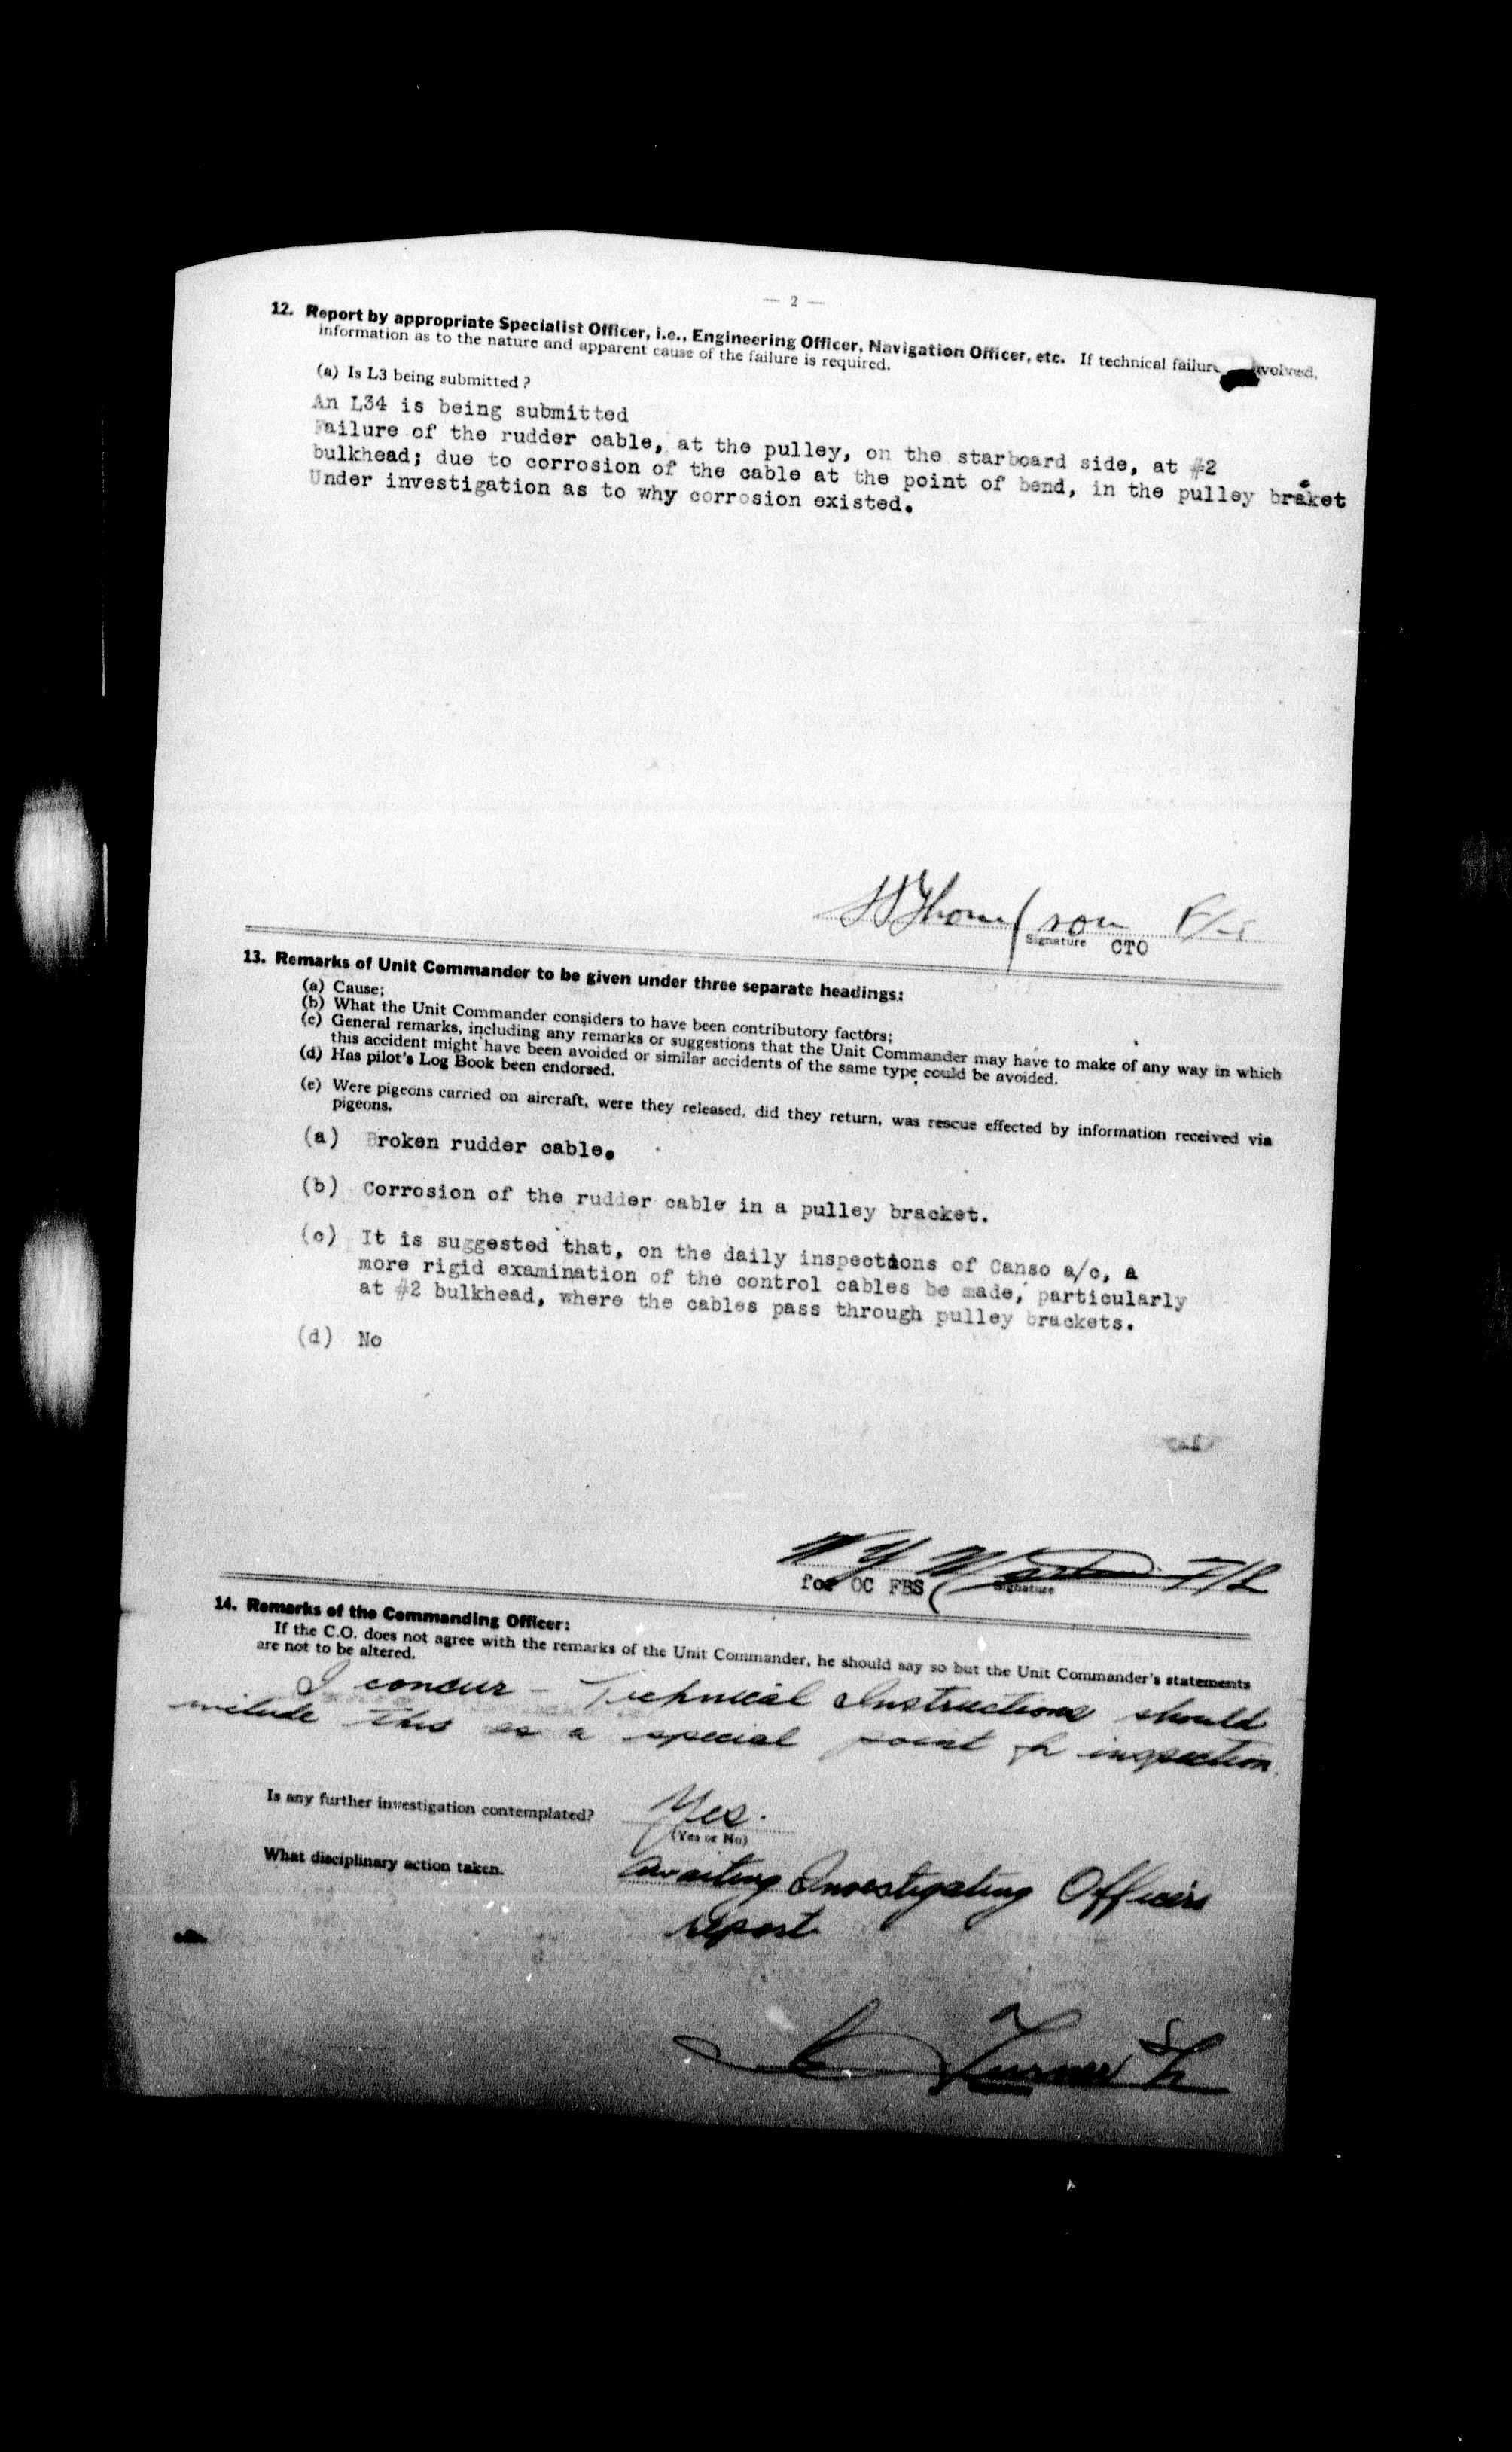 — 2 —
12. Report by appropriate Specialist Officer, i.e., Engineering Officer, Navigation Officer, etc. If technical failure involved,
information as to the nature and apparent cause of the failure is required.
(a) Is L3 being submitted?
An L34 is being submitted
Failure of the rudder cable, at the pulley, on the starboard side, at #2
bulkhead; due to corrosion of the cable at the point of bend, in the pulley braket
Under investigation as to why corrosion existed.
Thompson
Signature CTO
13. Remarks of Unit Commander to be given under three separate headings:
(a) Cause;
(b) What the Unit Commander considers to have been contributory factors;
(c) General remarks, including any remarks or suggestions that the Unit Commander may have to make of any way in which
this accident might have been avoided or similar accidents of the same type could be avoided.
(d) Has pilot's Log Book been endorsed.
(e) Were pigeons carried on aircraft, were they released, did they return, was rescue effected by information received via
pigeons.
(a) Broken rudder cable.
(b) Corrosion of the rudder cable in a pulley bracket.
(c) It is suggested that, on the daily inspections of Canso a/c, a
more rigid examination of the control cables be made, particularly
at #2 bulkhead, where the cables pass through pulley brackets.
(d) No
F/L
for OC FBS Signature
14. Remarks of the Commanding Officer:
If the C.O. does not agree with the remarks of the Unit Commander, he should say so but the Unit Commander's statements
are not to be altered.
I concur - Technical Instructions should
include this as a special point for inspection.
Is any further investigation contemplated? Yes.
(Yes or No)
What disciplinary action taken. Awaiting Investigating Officers
report
Turner